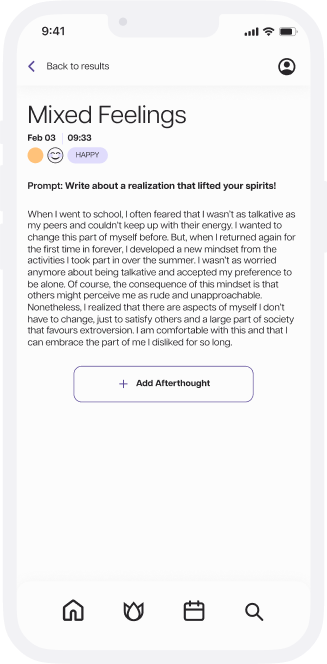 9:41
Back to results
Mixed Feelings
Feb 03 09:33
HAPPY
Prompt: Write about a realization that lifted your spirits!
When I went to school, I often feared that I wasn't as talkative as
my peers and couldn't keep up with their energy. I wanted to
change this part of myself before. But, when I returned again for
the first time in forever, I developed a new mindset from the
activities I took part in over the summer. I wasn't as worried
anymore about being talkative and accepted my preference to
be alone. Of course, the consequence of this mindset is that
others might perceive me as rude and unapproachable.
Nonetheless, I realized that there are aspects of myself I don't
have to change, just to satisfy others and a large part of society
that favours extroversion. I am comfortable with this and that I
can embrace the part of me I disliked for so long.
+ Add Afterthought